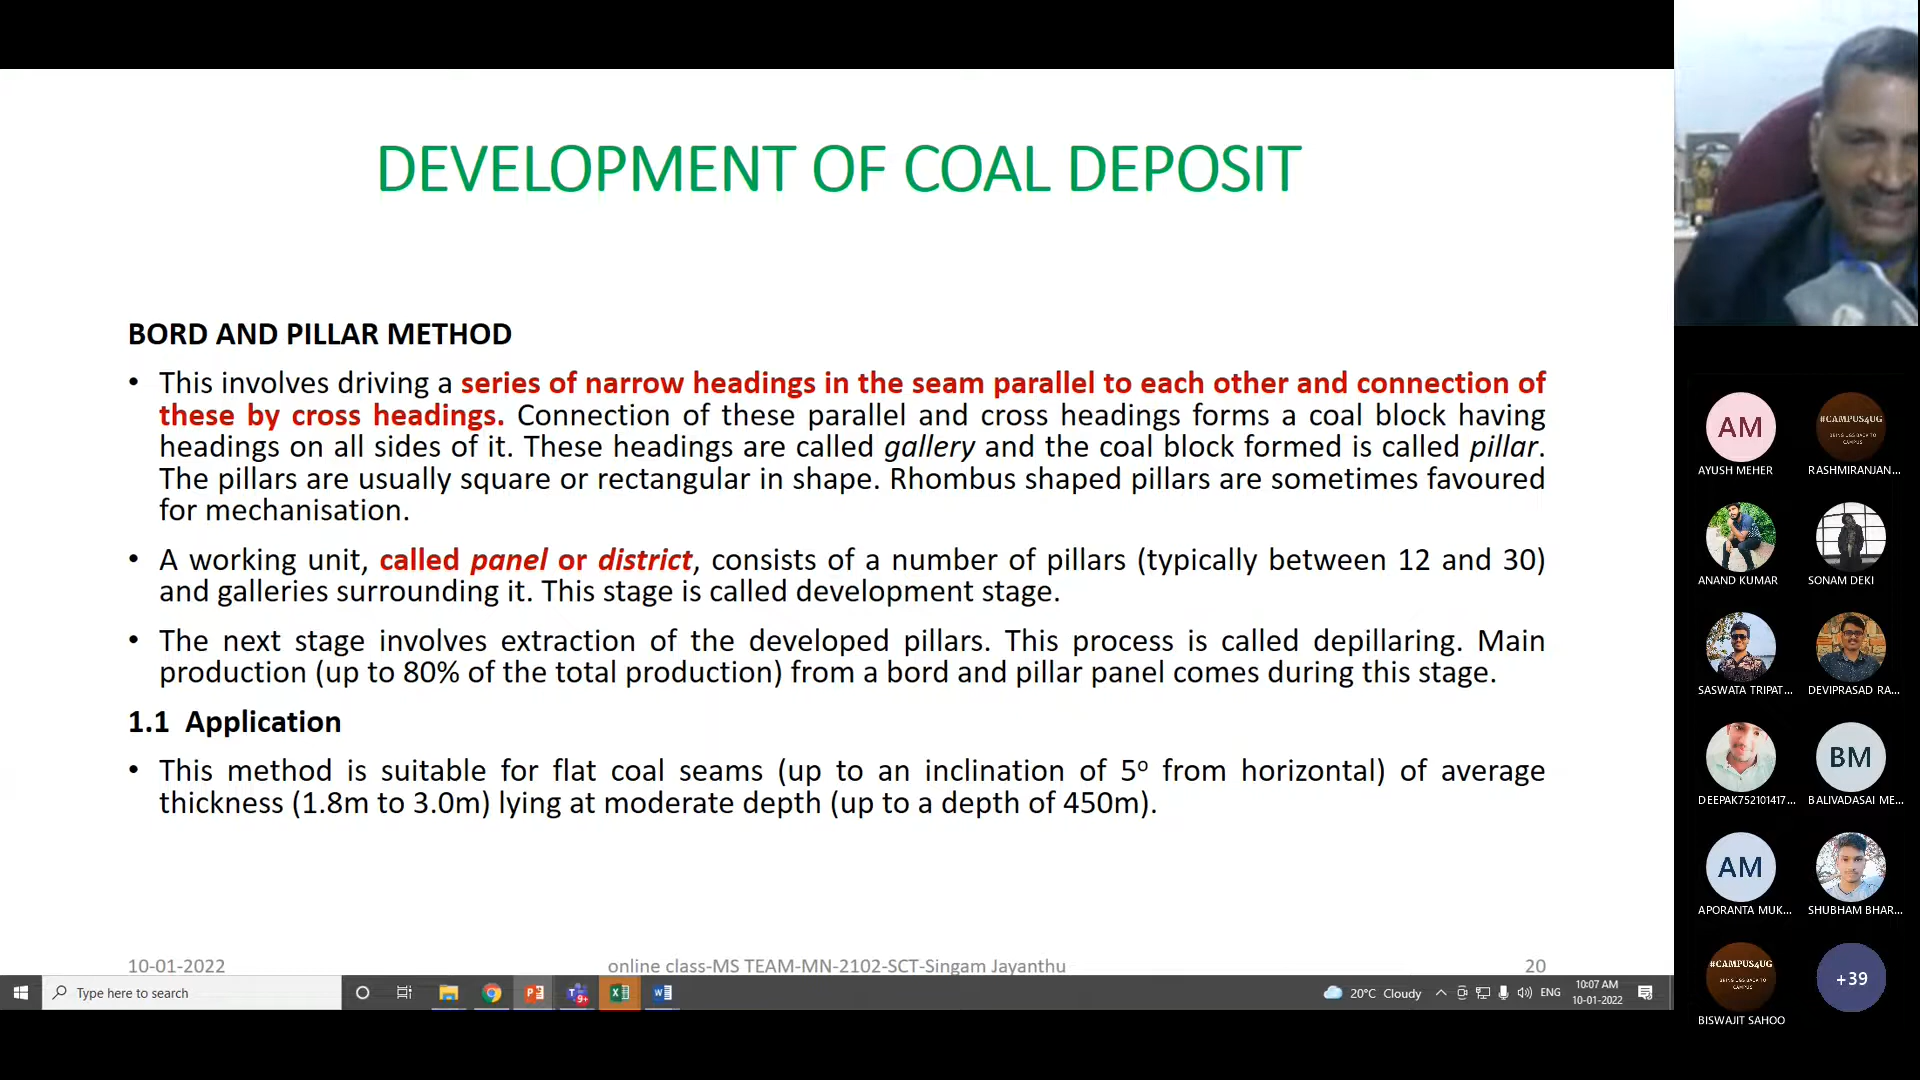 DEVELOPMENT OF COAL DEPOSIT
BORD AND PILLAR METHOD
• This involves driving a series of narrow headings in the seam parallel to each other and connection of
these by cross headings. Connection of these parallel and cross headings forms a coal block having
headings on all sides of it. These headings are called gallery and the coal block formed is called pillar.
The pillars are usually square or rectangular in shape. Rhombus shaped pillars are sometimes favoured
for mechanisation.
• A working unit, called panel or district, consists of a number of pillars (typically between 12 and 30)
and galleries surrounding it. This stage is called development stage.
• The next stage involves extraction of the developed pillars. This process is called depillaring. Main
production (up to 80% of the total production) from a bord and pillar panel comes during this stage.
1.1 Application
• This method is suitable for flat coal seams (up to an inclination of 5º from horizontal) of average
thickness (1.8m to 3.0m) lying at moderate depth (up to a depth of 450m).
10-01-2022 online class-MS TEAM-MN-2102-SCT-Singam Jayanthu 20
Type here to search
20°C Cloudy
ENG
10:07 AM
10-01-2022
9+
AM
#CAMPUS4UG
AYUSH MEHER
RASHMIRANJAN...
ANAND KUMAR
SONAM DEKI
SASWATA TRIPAT...
DEVIPRASAD RA...
BM
DEEPAK752101417...
BALIVADASAI ME...
AM
APORANTA MUK...
SHUBHAM BHAR...
#CAMPUS4UG
+39
BISWAJIT SAHOO